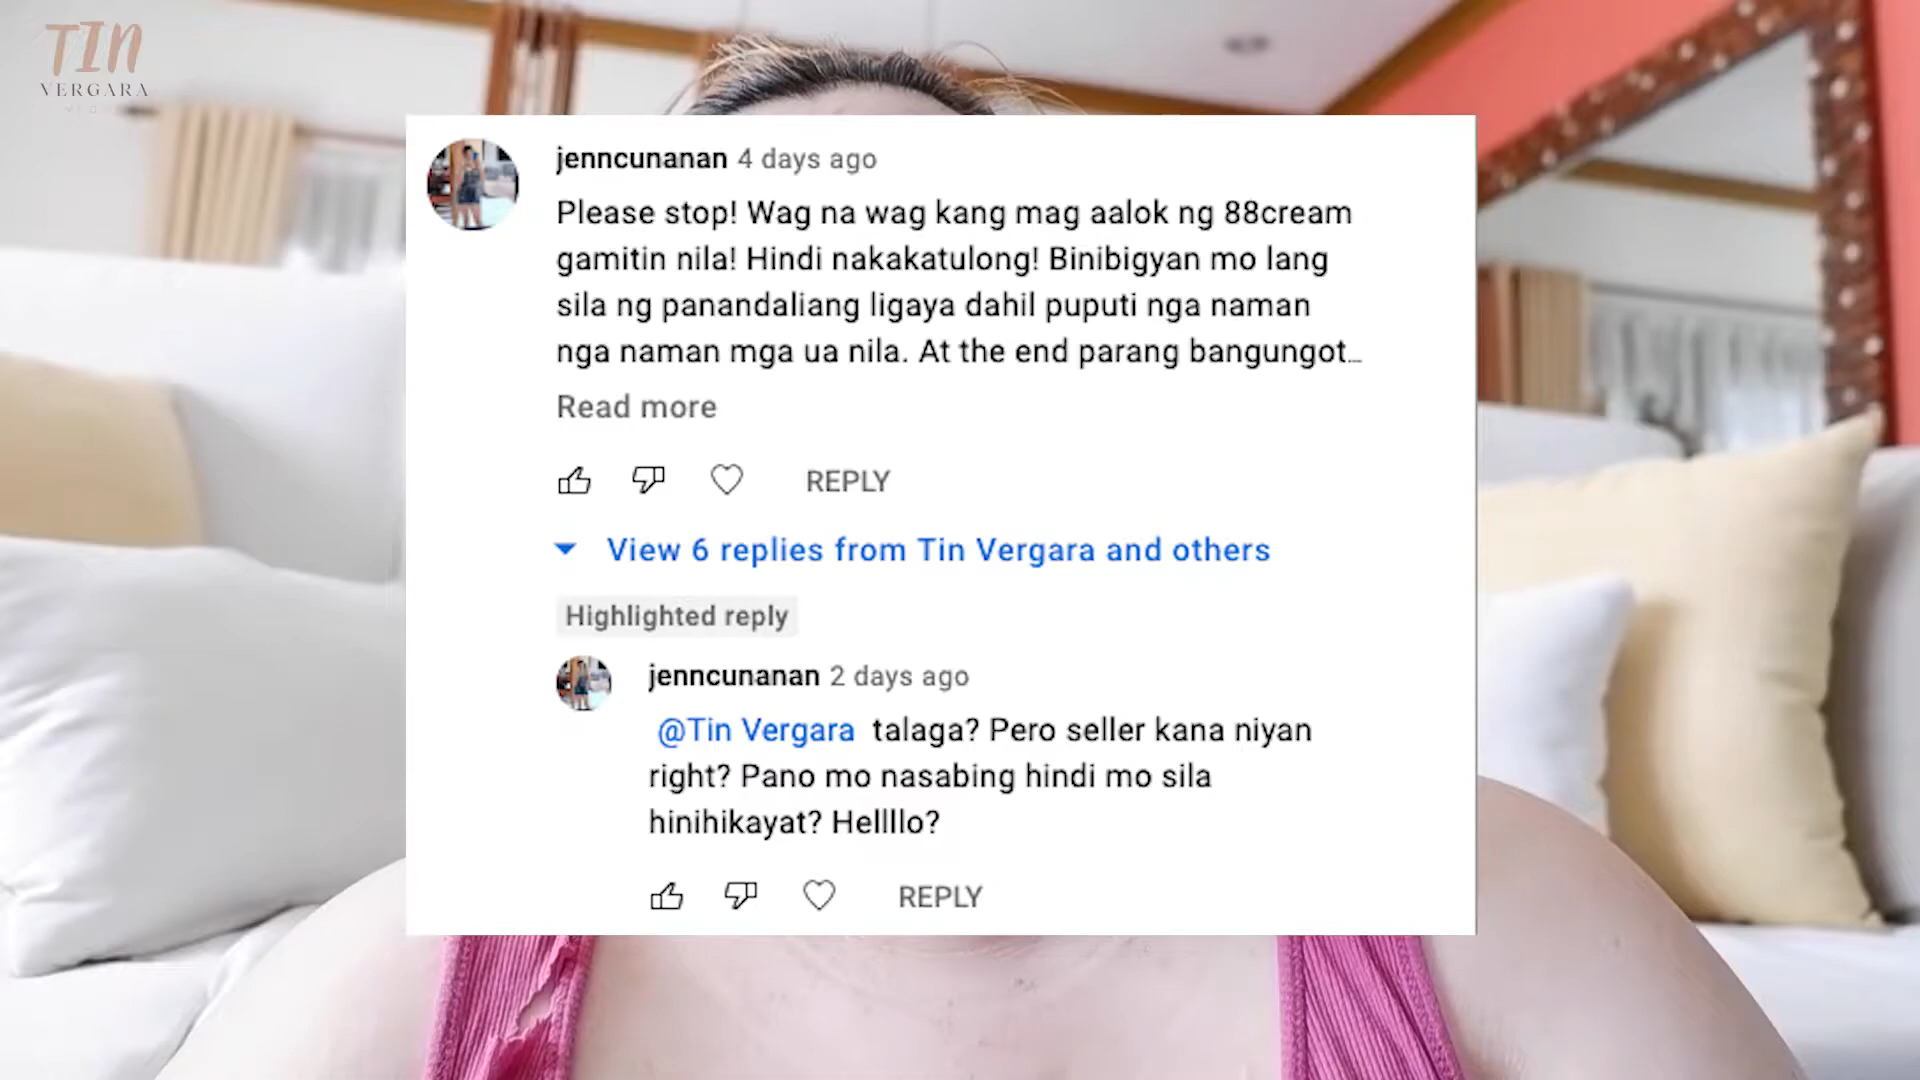 TIN
VERGARA
jenncunanan 4 days ago
Please stop! Wag na wag kang mag aalok ng 88cream
gamitin nila! Hindi nakakatulong! Binibigyan mo lang
sila ng panandaliang ligaya dahil puputi nga naman
nga naman mga ua nila. At the end parang bangungot...
Read more
REPLY
View 6 replies from Tin Vergara and others
Highlighted reply
jenncunanan 2 days ago
@Tin Vergara talaga? Pero seller kana niyan
right? Pano mo nasabing hindi mo sila
hinihikayat? Hellllo?
REPLY